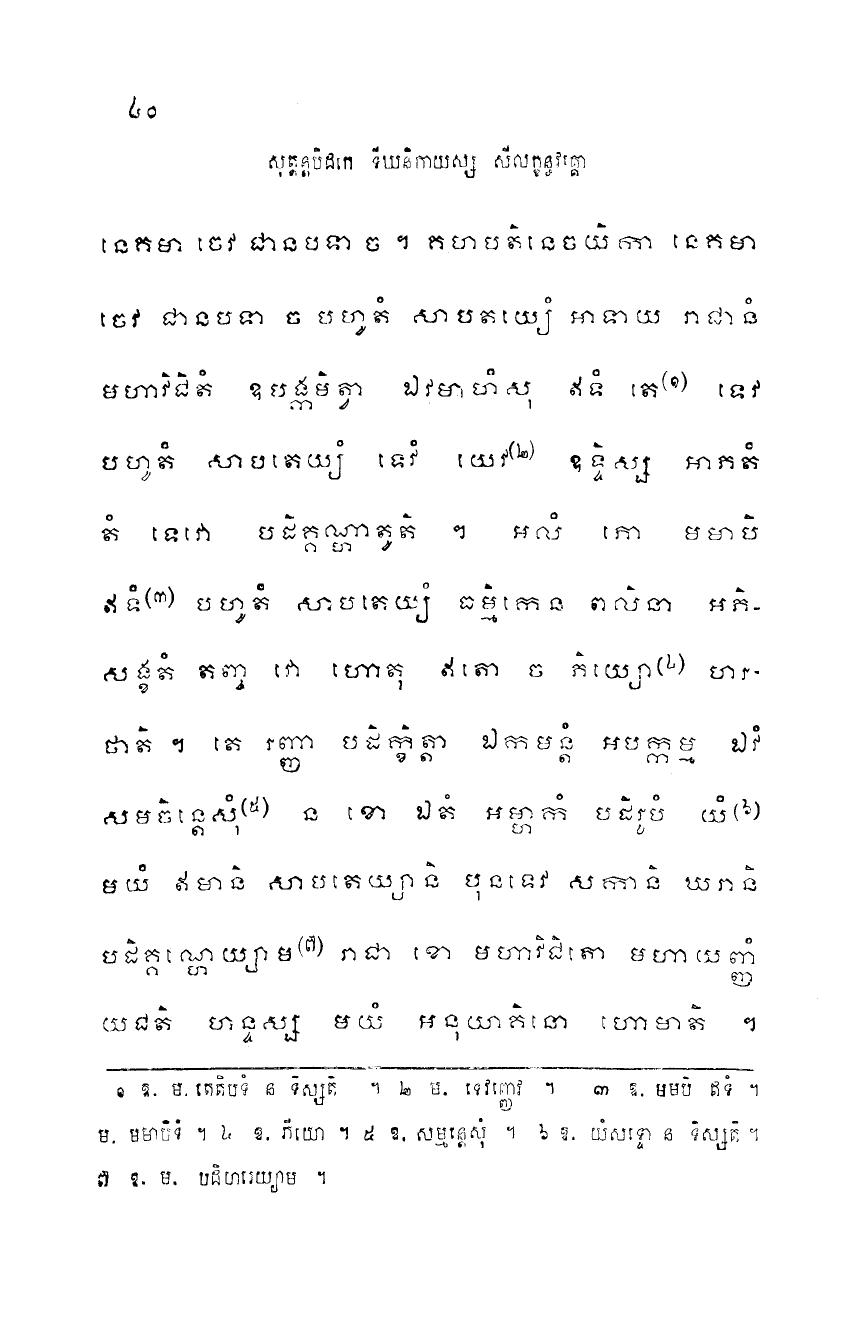 ៤០
សុត្តន្តបិដកេ ទីឃនិកាយស្ស សីលក្ខន្ធវគ្គោ
នេគមា ចេវ ជានបទា ច ។ គហបតិនេចយិកា នេគមា
ចេវ ជានបទា ច បហូតំ សាបតយ្យេំ អាទាយ រាជានំ
មហាវិជិតំ ឧបង្កមិត្វា ឯវមាហំសុ ឥទំ តេ(១) ទេវ
បហូតំ សាបតេយ្យំ ទេវំ យេវ(២) ឧទ្ទិស្ស អាគតំ
តំ ទេវោ បដិគ្គណ្ហាតូតិ ។ អលំ ភោ មមាបិ
ឥទំ(៣) បហូតំ សាបតេយ្យំ ធម្មិកេន ពលិនា អភិ-
សង្ខតំ តញ្ច វោ ហោតុ ឥតោ ច ភិយ្យោ(៤) ហរ-
ថាតិ ។ តេ រញ្ញា បដិក្ខិត្តា ឯកមន្តំ អបក្កម្ម ឯវំ
សមចិន្តេសុំ(៥) ន ខោ ឯតំ អម្ហាកំ បដិរូបំ យំ(៦)
មយំ ឥមានិ សាបតេយ្យានិ បុនទេវ សកានិ ឃរានិ
បដិគ្គណ្ហេយ្យាម(៧) រាជា ខោ មហាវិជិតោ មហាយញ្ញំ
យជតិ ហន្ទស្ស មយំ អនុយាគិនោ ហោមាតិ ។
១ ឱ. ម. តេតិបទំ ន ទិស្សតិ ។ ២ ម. ទេវញ្ញេវ ។ ៣ ឱ. មមបិ ឥទំ ។
ម. មមាបិទំ ។ ៤ ឱ. ភីយោ ។ ៥ ឱ. សម្មន្តេសុំ ។ ៦ ឱ. យំសទ្ទោ ន ទិស្សតិ ។
៧ ឱ. ម. បដិហរេយ្យាម ។